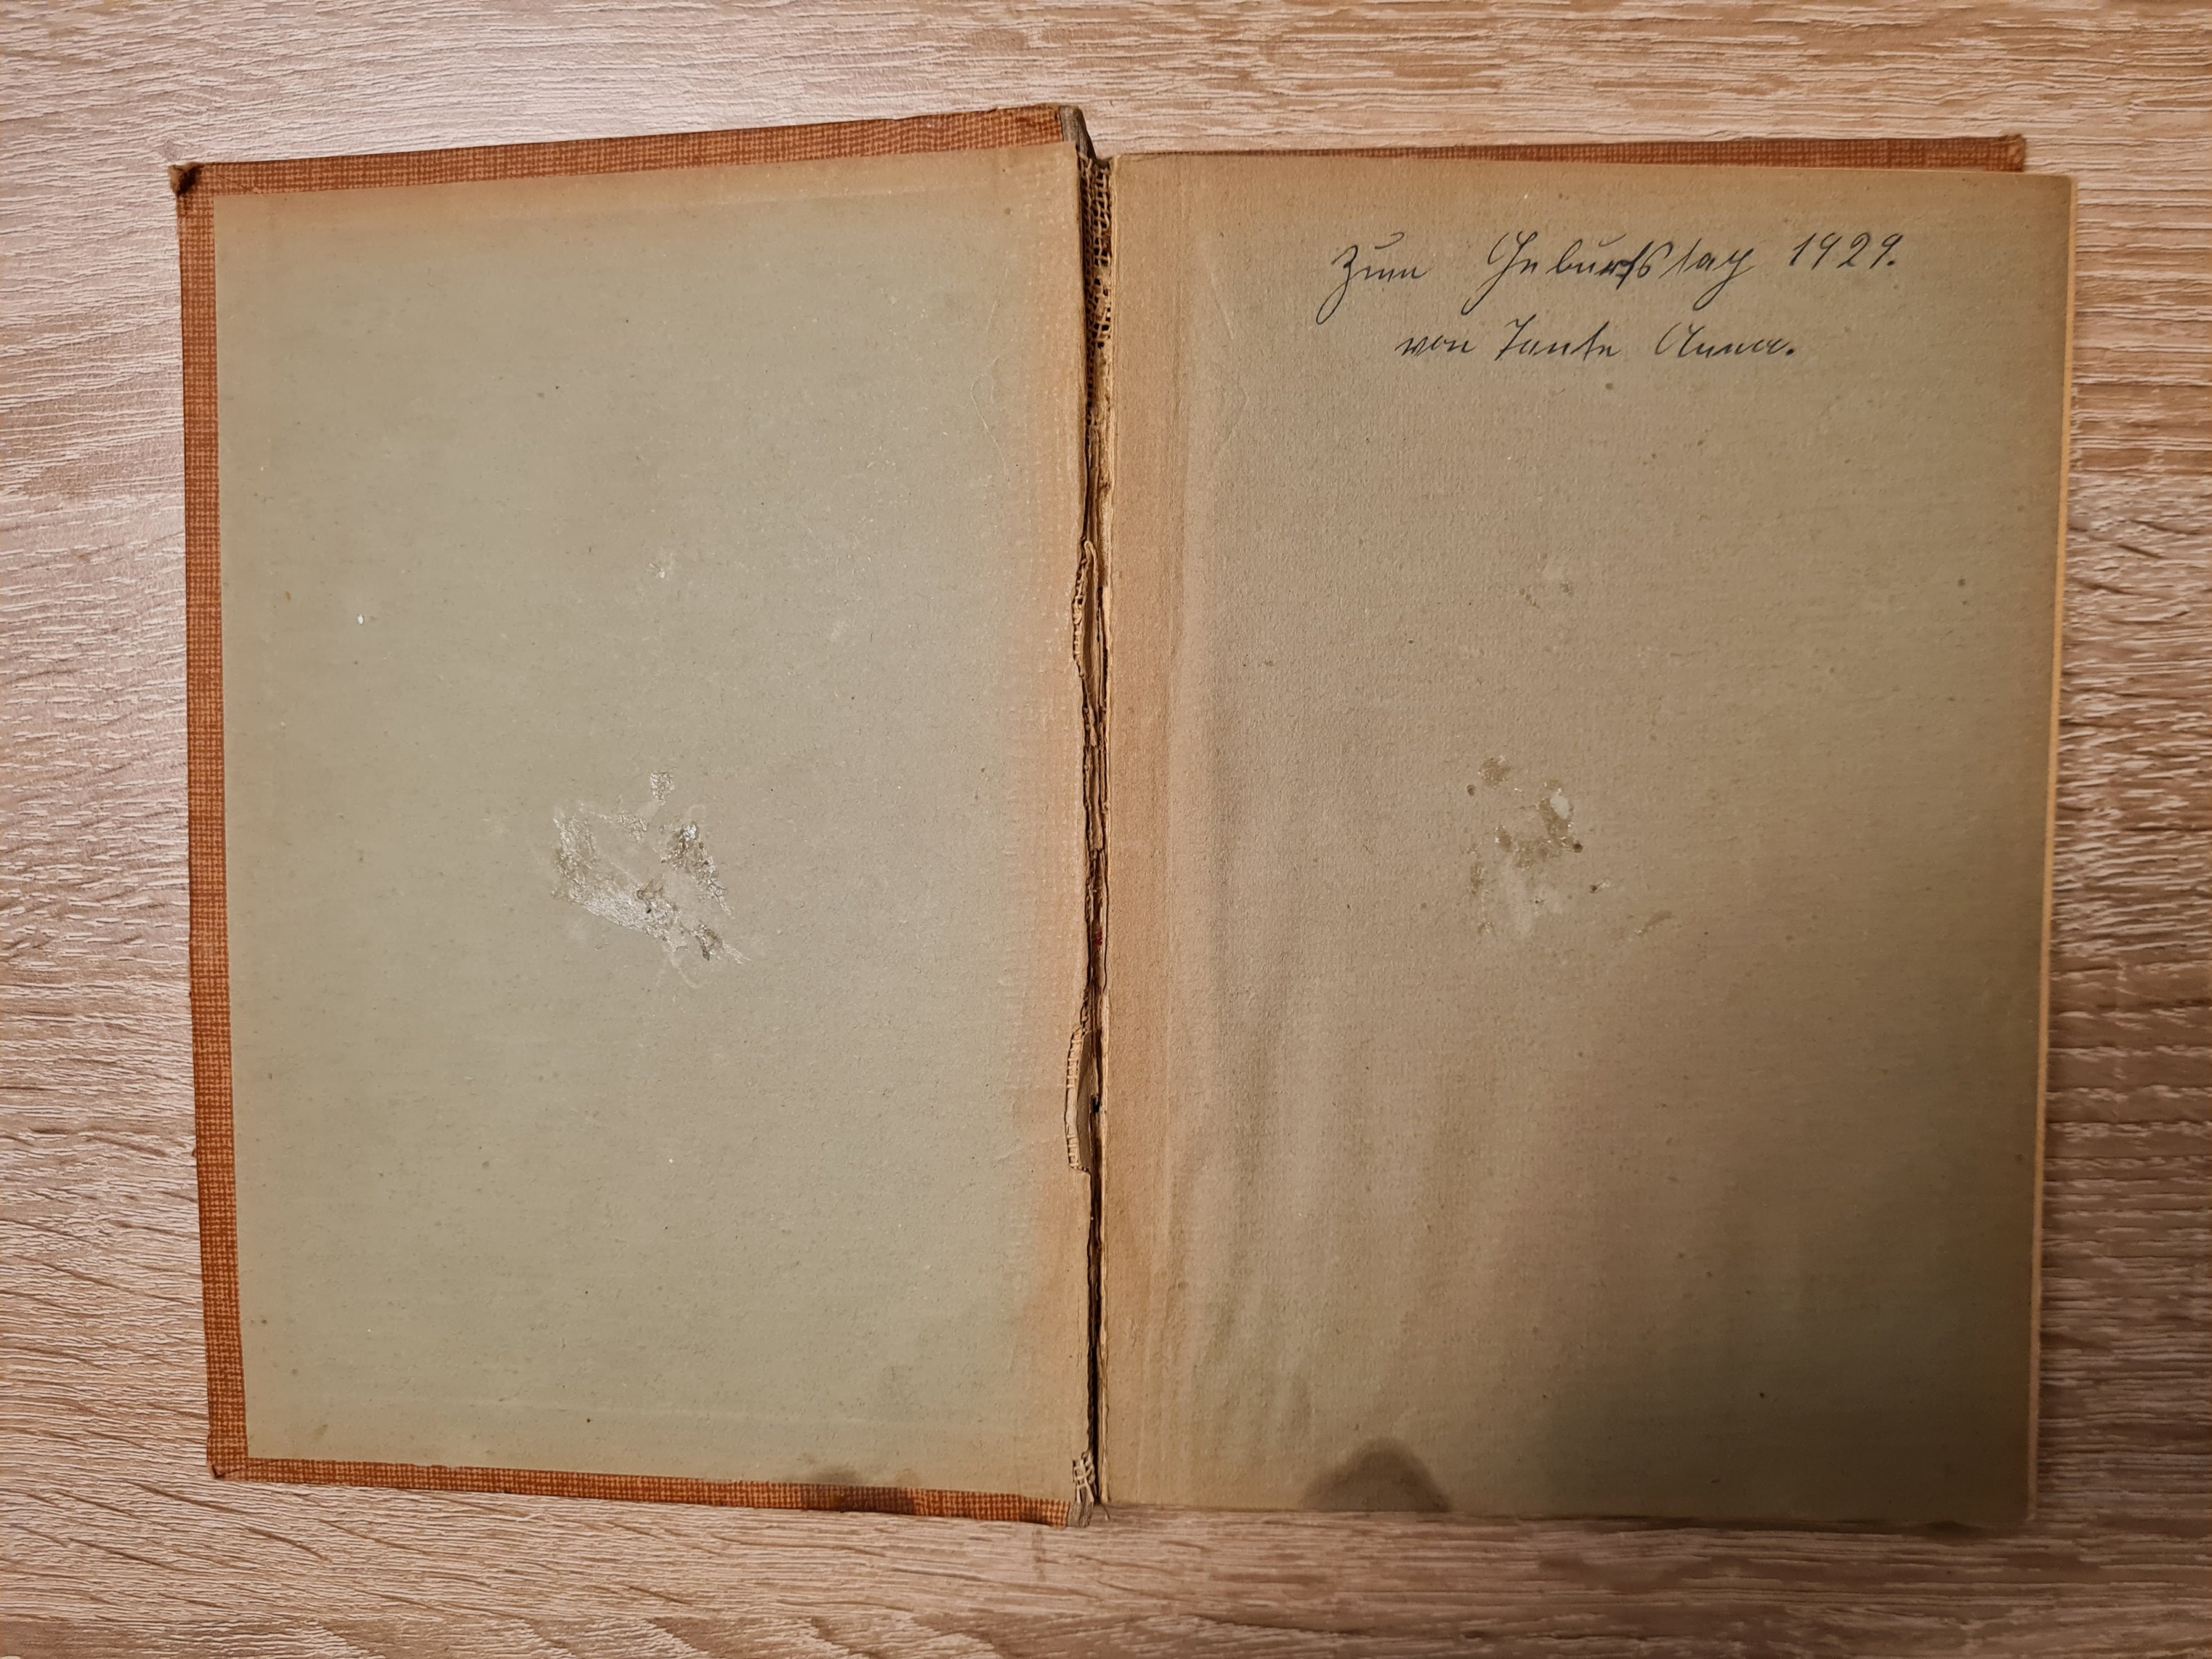 Zum Geburtstag 1929.
von Tante Anna.